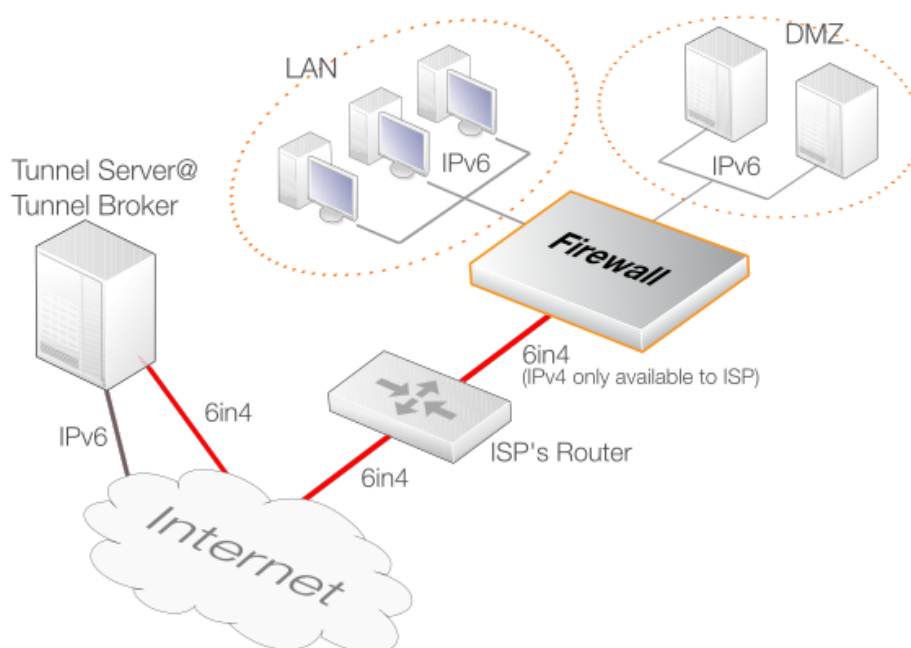 LAN
DMZ
IPv6
IPv6
Tunnel Server@
Tunnel Broker
Firewall
6in4
(IPv4 only available to ISP)
6in4
IPv6
ISP's Router
6in4
Internet